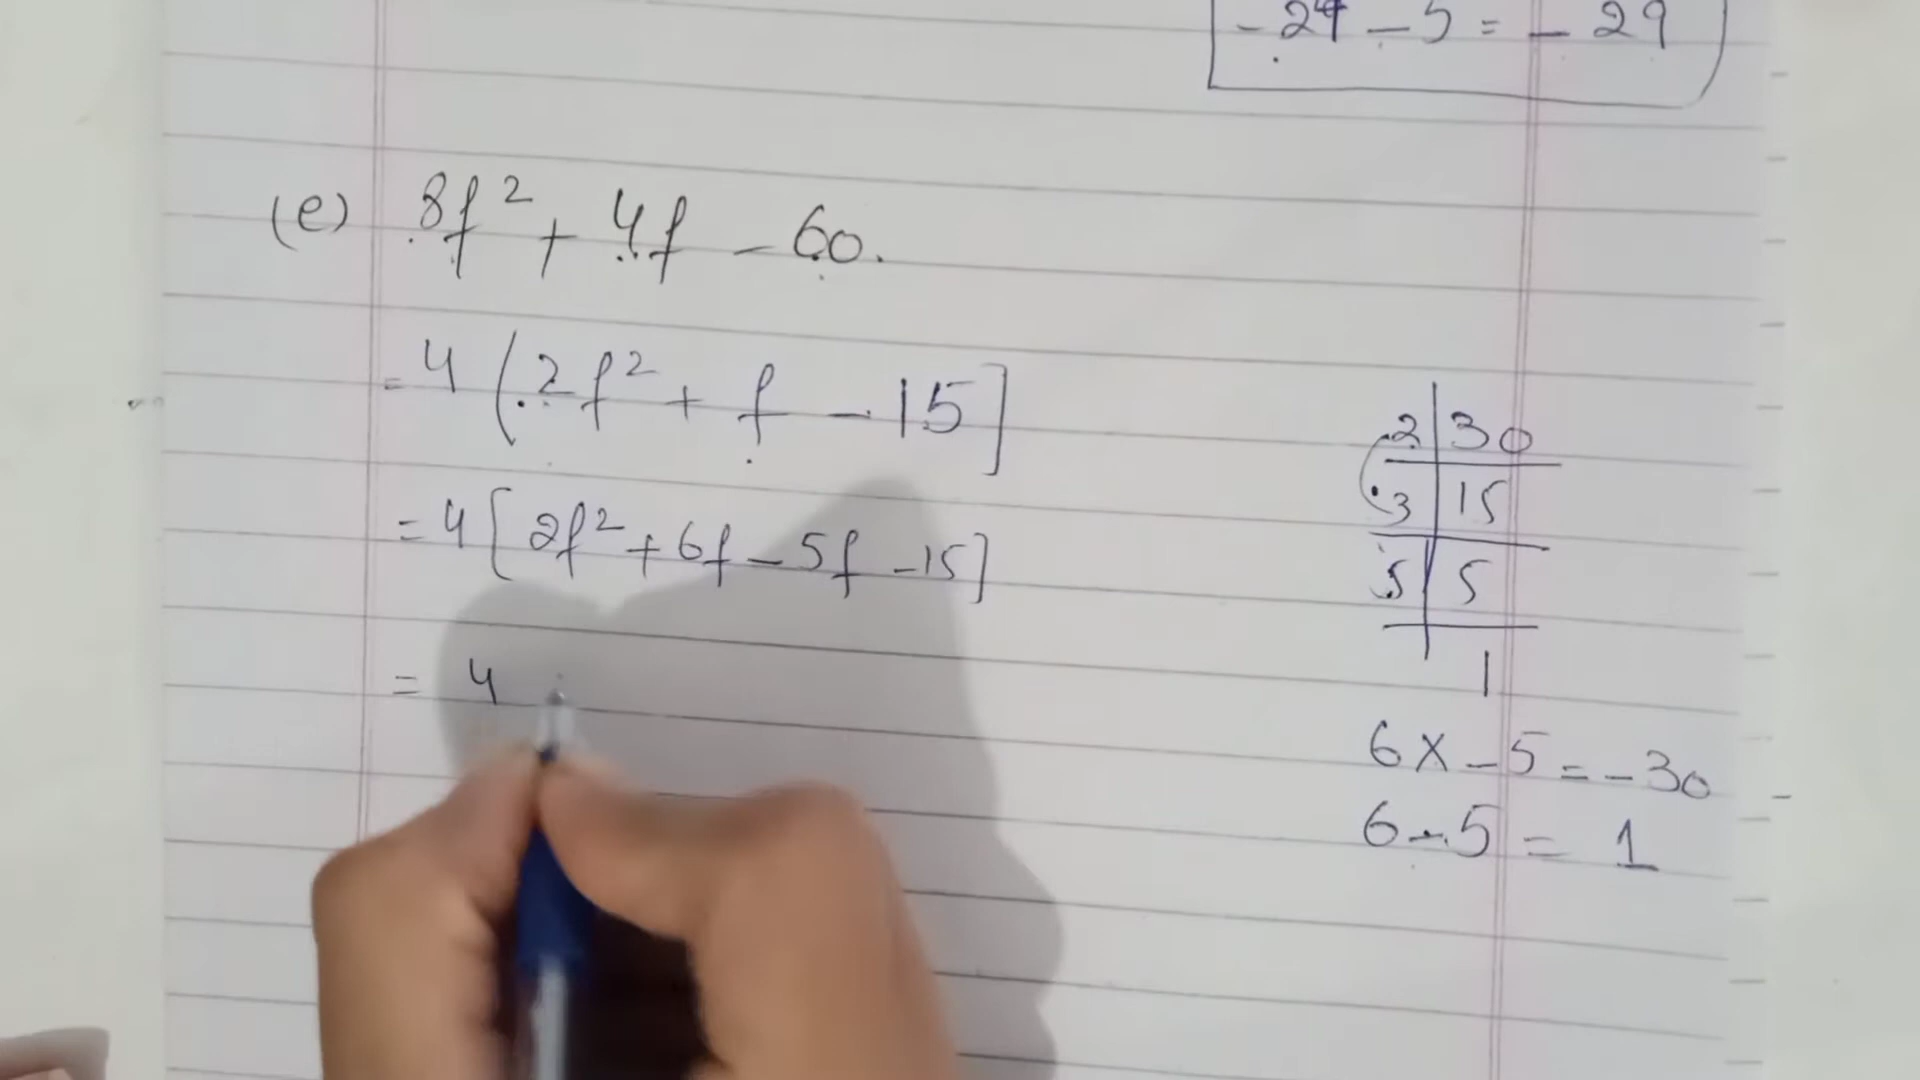 - 24 - 5 = - 29
(e) 8f² + 4f - 60.
= 4 (2f² + f - 15]
= 4 [2f² + 6f - 5f - 15]
= 4
2 | 30
3 | 15
5 | 5
1
6 x - 5 = - 30
6 - 5 = 1